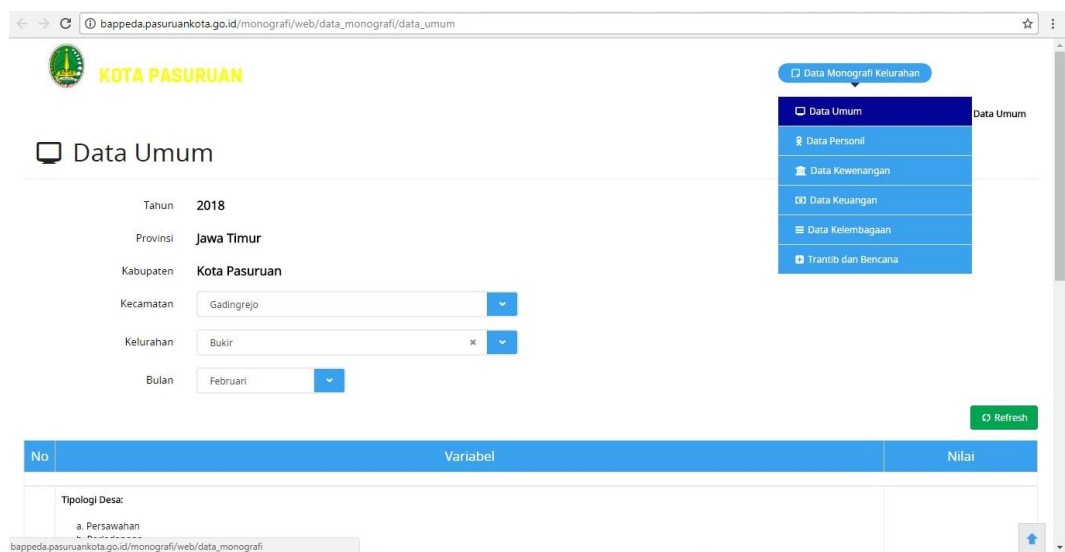 bappeda.pasuruankota.go.id/monografi/web/data_monografi/data_umum
KOTA PASURUAN
Data Monografi Kelurahan
Data Umum
Data Personil
Data Kewenangan
Data Keuangan
Data Kelembagaan
Trantib dan Bencana
Data Umum
Data Umum
Tahun 2018
Provinsi Jawa Timur
Kabupaten Kota Pasuruan
Kecamatan Gadingrejo
Kelurahan Bukir
Bulan Februari
Refresh
No Variabel Nilai
Tipologi Desa:
a. Persawahan
bappeda.pasuruankota.go.id/monografi/web/data_monografi